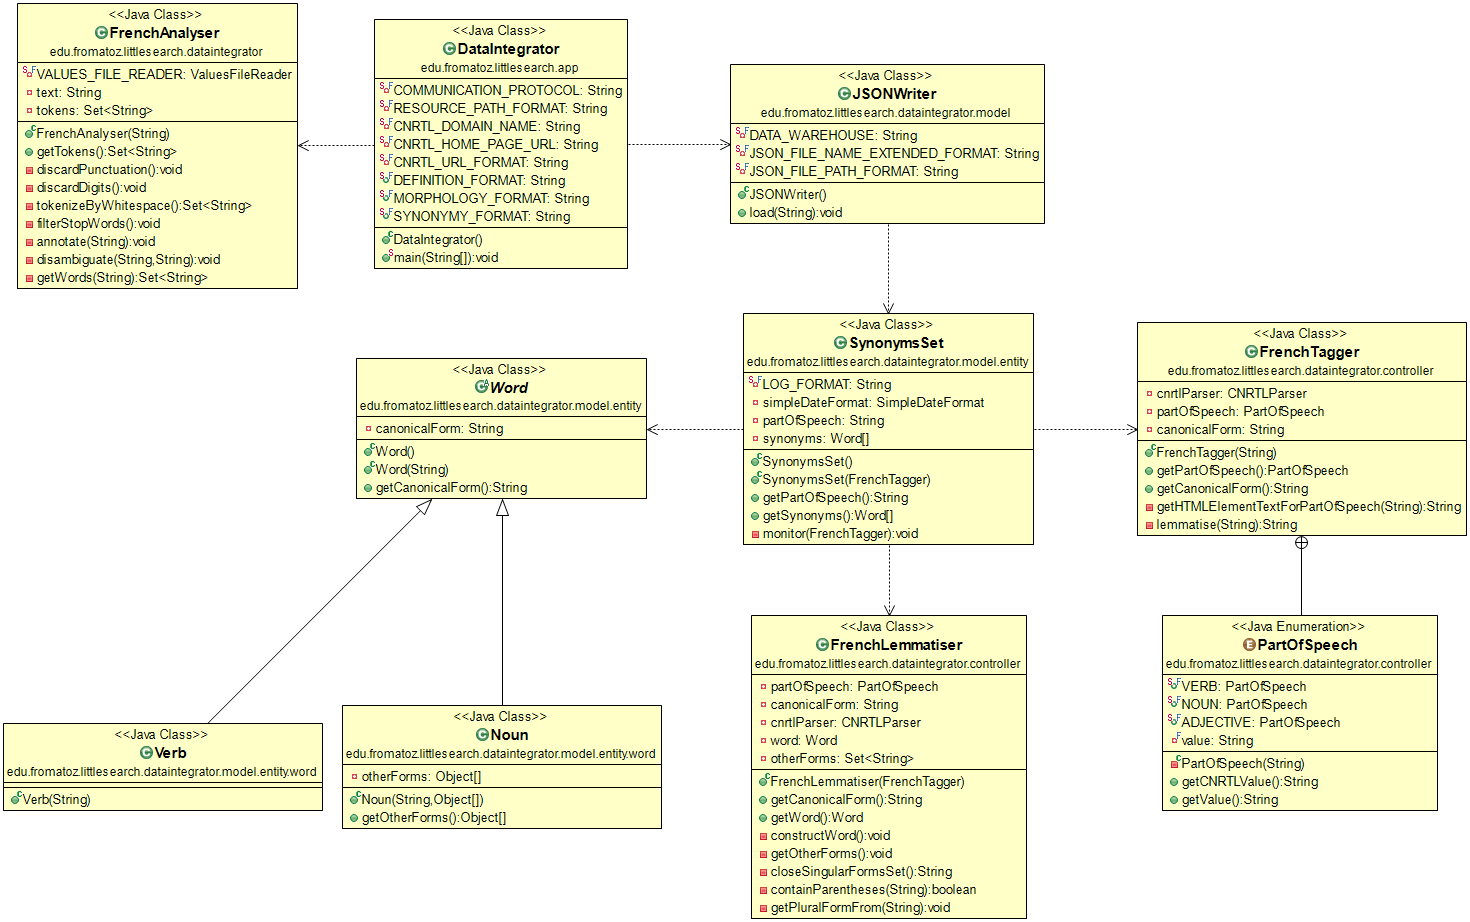 <<Java Class>>
FrenchAnalyser
edu.fromatoz.littlesearch.dataintegrator
VALUES_FILE_READER: ValuesFileReader
text: String
tokens: Set<String>
FrenchAnalyser(String)
getTokens():Set<String>
discardPunctuation():void
discardDigits():void
tokenizeByWhitespace():Set<String>
filterStopWords():void
annotate(String):void
disambiguate(String,String):void
getWords(String):Set<String>
<<Java Class>>
DataIntegrator
edu.fromatoz.littlesearch.app
COMMUNICATION_PROTOCOL: String
RESOURCE_PATH_FORMAT: String
CNRTL_DOMAIN_NAME: String
CNRTL_HOME_PAGE_URL: String
CNRTL_URL_FORMAT: String
DEFINITION_FORMAT: String
MORPHOLOGY_FORMAT: String
SYNONYMY_FORMAT: String
DataIntegrator()
main(String[]):void
<<Java Class>>
JSONWriter
edu.fromatoz.littlesearch.dataintegrator.model
DATA_WAREHOUSE: String
JSON_FILE_NAME_EXTENDED_FORMAT: String
JSON_FILE_PATH_FORMAT: String
JSONWriter()
load(String):void
<<Java Class>>
Word
edu.fromatoz.littlesearch.dataintegrator.model.entity
canonicalForm: String
Word()
Word(String)
getCanonicalForm():String
<<Java Class>>
SynonymsSet
edu.fromatoz.littlesearch.dataintegrator.model.entity
LOG_FORMAT: String
simpleDateFormat: SimpleDateFormat
partOfSpeech: String
synonyms: Word[]
SynonymsSet()
SynonymsSet(FrenchTagger)
getPartOfSpeech():String
getSynonyms():Word[]
monitor(FrenchTagger):void
<<Java Class>>
FrenchTagger
edu.fromatoz.littlesearch.dataintegrator.controller
cnrtlParser: CNRTLParser
partOfSpeech: PartOfSpeech
canonicalForm: String
FrenchTagger(String)
getPartOfSpeech():PartOfSpeech
getCanonicalForm():String
getHTMLElementTextForPartOfSpeech(String):String
lemmatise(String):String
<<Java Class>>
Verb
edu.fromatoz.littlesearch.dataintegrator.model.entity.word
Verb(String)
<<Java Class>>
Noun
edu.fromatoz.littlesearch.dataintegrator.model.entity.word
otherForms: Object[]
Noun(String,Object[])
getOtherForms():Object[]
<<Java Class>>
FrenchLemmatiser
edu.fromatoz.littlesearch.dataintegrator.controller
partOfSpeech: PartOfSpeech
canonicalForm: String
cnrtlParser: CNRTLParser
word: Word
otherForms: Set<String>
FrenchLemmatiser(FrenchTagger)
getCanonicalForm():String
getWord():Word
constructWord():void
getOtherForms():void
closeSingularFormsSet():String
containParentheses(String):boolean
getPluralFormFrom(String):void
<<Java Enumeration>>
PartOfSpeech
edu.fromatoz.littlesearch.dataintegrator.controller
VERB: PartOfSpeech
NOUN: PartOfSpeech
ADJECTIVE: PartOfSpeech
value: String
PartOfSpeech(String)
getCNRTLValue():String
getValue():String